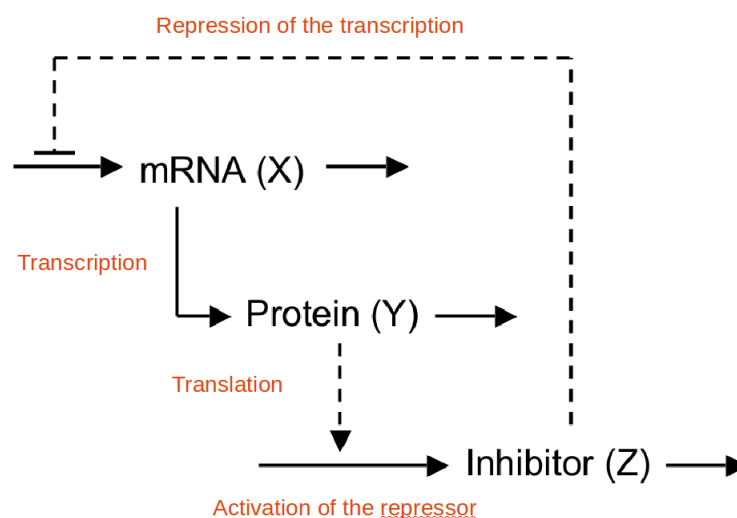 Repression of the transcription
mRNA (X)
Transcription
Protein (Y)
Translation
Inhibitor (Z)
Activation of the repressor